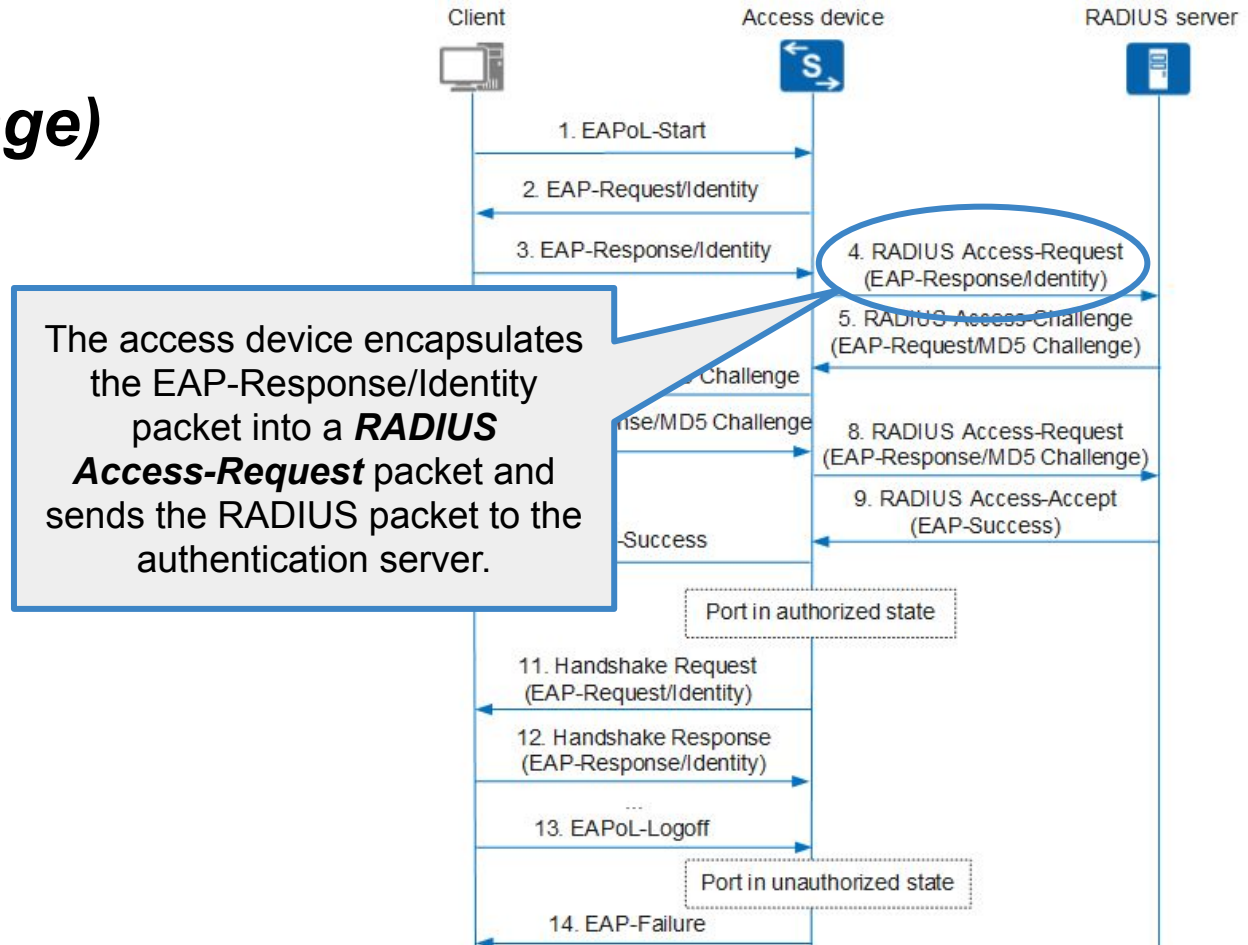 Client
Access device
RADIUS server
ge)
1. EAPoL-Start
2. EAP-Request/Identity
3. EAP-Response/Identity
4. RADIUS Access-Request
(EAP-Response/Identity)
The access device encapsulates
the EAP-Response/Identity
packet into a RADIUS
Access-Request packet and
sends the RADIUS packet to the
authentication server.
5. RADIUS Access-Challenge
(EAP-Request/MD5 Challenge)
Challenge
nse/MD5 Challenge
8. RADIUS Access-Request
(EAP-Response/MD5 Challenge)
9. RADIUS Access-Accept
(EAP-Success)
-Success
Port in authorized state
11. Handshake Request
(EAP-Request/Identity)
12. Handshake Response
(EAP-Response/Identity)
...
13. EAPoL-Logoff
Port in unauthorized state
14. EAP-Failure
S